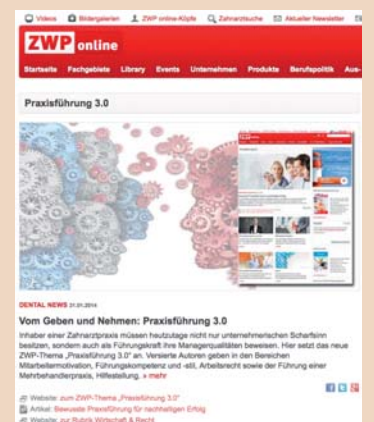 Videos Bildergalerien ZWP online-Köpfe Zahnarztsuche Aktueller Newsletter
ZWP online
Startseite Fachgebiete Library Events Unternehmen Produkte Berufspolitik Aus-
Praxisführung 3.0
DENTAL NEWS 31.01.2014
Vom Geben und Nehmen: Praxisführung 3.0
Inhaber einer Zahnarztpraxis müssen heutzutage nicht nur unternehmerischen Scharfsinn
besitzen, sondern auch als Führungskraft ihre Managerqualitäten beweisen. Hier setzt das neue
ZWP-Thema „Praxisführung 3.0“ an. Versierte Autoren geben in den Bereichen
Mitarbeitermotivation, Führungskompetenz und -stil, Arbeitsrecht sowie der Führung einer
Mehrbehandlerpraxis, Hilfestellung. » mehr
Website: zum ZWP-Thema „Praxisführung 3.0“
Artikel: Bewusste Praxisführung für nachhaltigen Erfolg
Website: zur Rubrik Wirtschaft & Recht